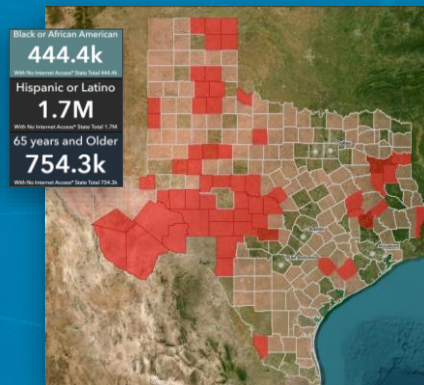 Black or African American
444.4k
With No Internet Access* State Total 444.4k
Hispanic or Latino
1.7M
With No Internet Access* State Total 1.7M
65 years and Older
754.3k
With No Internet Access* State Total 754.3k